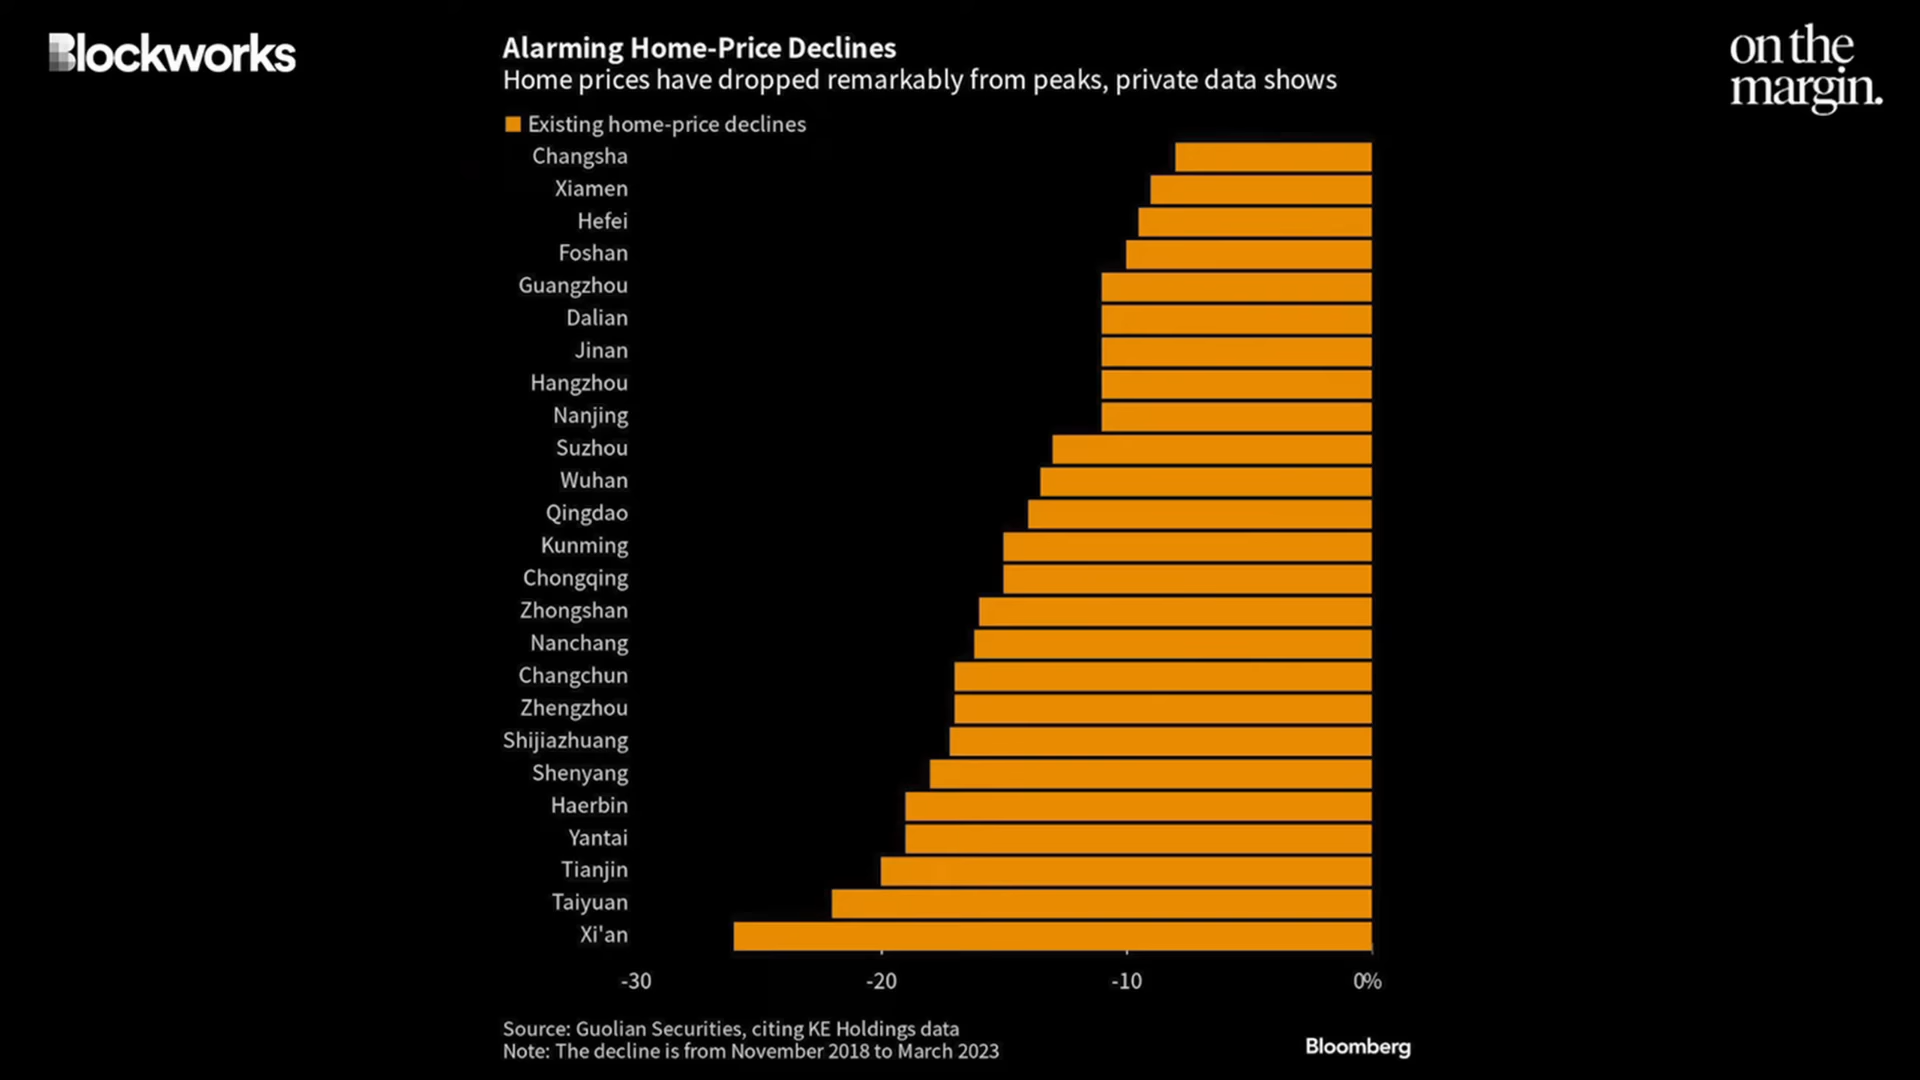 Blockworks
on the
margin.
Alarming Home-Price Declines
Home prices have dropped remarkably from peaks, private data shows
Existing home-price declines
Changsha
Xiamen
Hefei
Foshan
Guangzhou
Dalian
Jinan
Hangzhou
Nanjing
Suzhou
Wuhan
Qingdao
Kunming
Chongqing
Zhongshan
Nanchang
Changchun
Zhengzhou
Shijiazhuang
Shenyang
Haerbin
Yantai
Tianjin
Taiyuan
Xi'an
-30 -20 -10 0%
Source: Guolian Securities, citing KE Holdings data
Note: The decline is from November 2018 to March 2023
Bloomberg